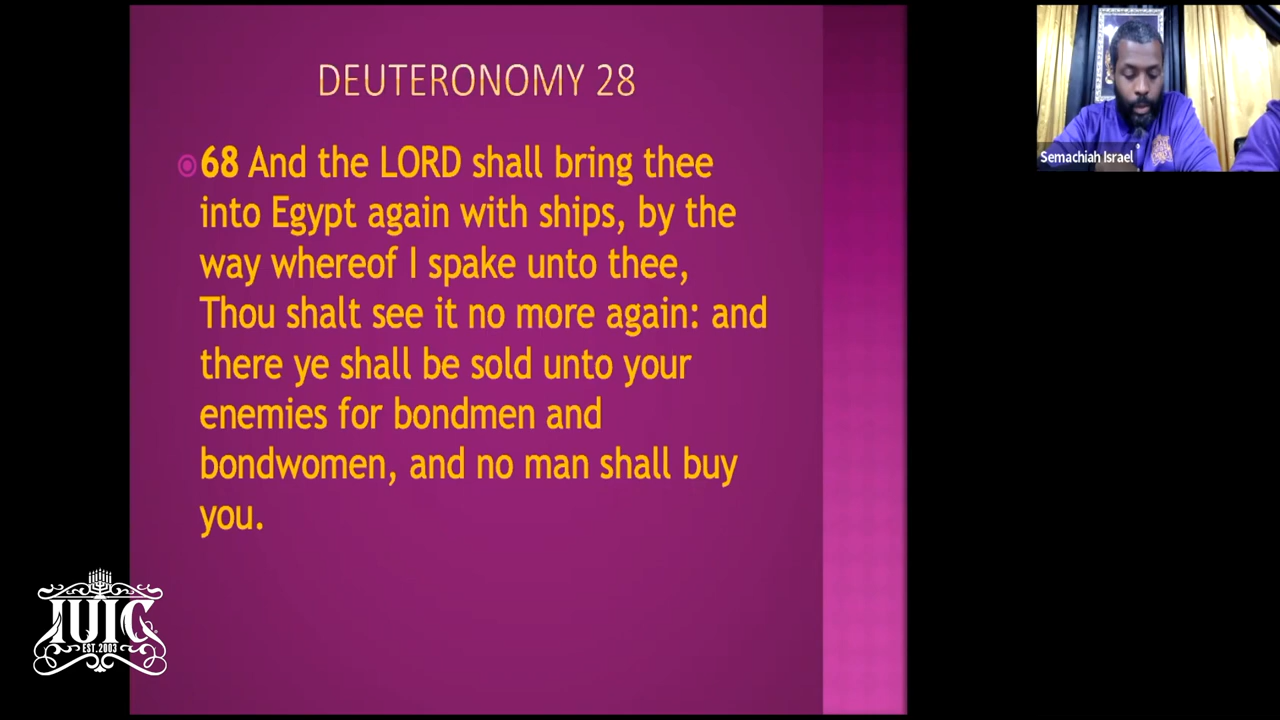 DEUTERONOMY 28
68 And the LORD shall bring thee
into Egypt again with ships, by the
way whereof I spake unto thee,
Thou shalt see it no more again: and
there ye shall be sold unto your
enemies for bondmen and
bondwomen, and no man shall buy
you.
Semachiah Israel
IUIC
EST. 2003